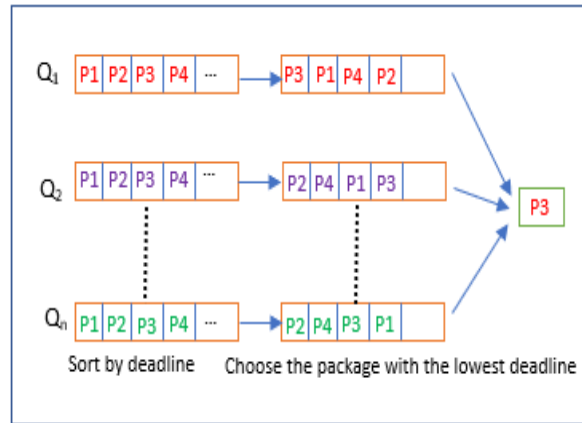 Q1 P1 P2 P3 P4 ... P3 P1 P4 P2
Q2 P1 P2 P3 P4 ... P2 P4 P1 P3
P3
Qn P1 P2 P3 P4 ... P2 P4 P3 P1
Sort by deadline Choose the package with the lowest deadline